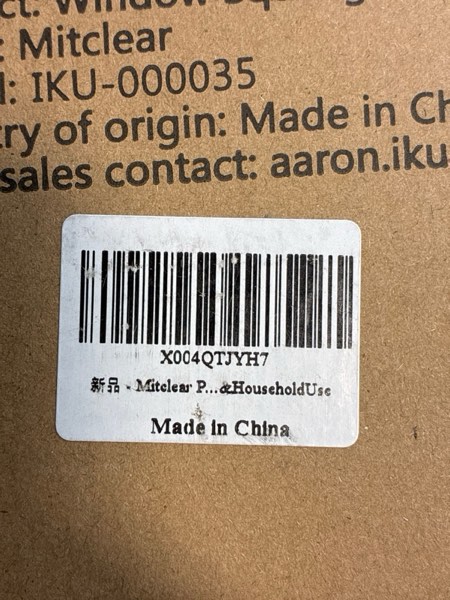 : Mitclear
: IKU-000035
try of origin: Made in Ch
sales contact: aaron.iku
X004QTJYH7
新品 - Mitclear P...&HouseholdUse
Made in China